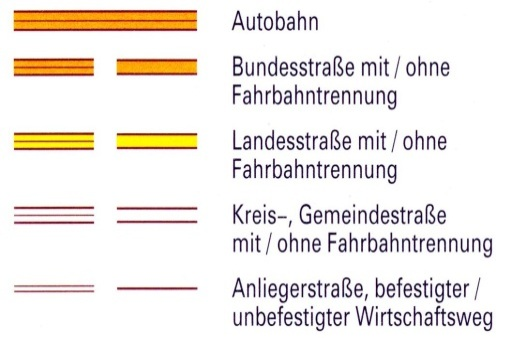 Autobahn
Bundesstraße mit / ohne
Fahrbahntrennung
Landesstraße mit / ohne
Fahrbahntrennung
Kreis–, Gemeindestraße
mit / ohne Fahrbahntrennung
Anliegerstraße, befestigter /
unbefestigter Wirtschaftsweg